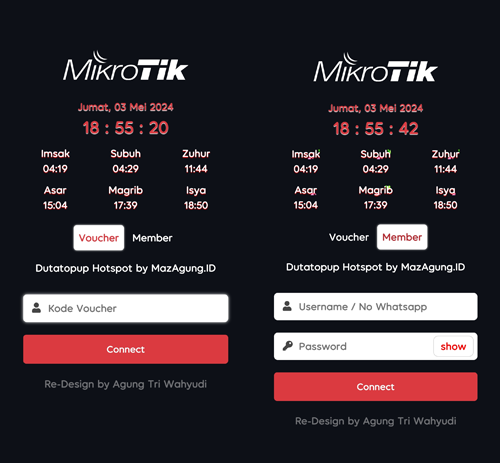 MikroTik
Jumat, 03 Mei 2024
18 : 55 : 20
Imsak Subuh Zuhur
04:19 04:29 11:44
Asar Magrib Isya
15:04 17:39 18:50
Voucher Member
Dutatopup Hotspot by MazAgung.ID
Kode Voucher
Connect
Re-Design by Agung Tri Wahyudi
MikroTik
Jumat, 03 Mei 2024
18 : 55 : 42
Imsak Subuh Zuhur
04:19 04:29 11:44
Asar Magrib Isya
15:04 17:39 18:50
Voucher Member
Dutatopup Hotspot by MazAgung.ID
Username / No Whatsapp
Password show
Connect
Re-Design by Agung Tri Wahyudi